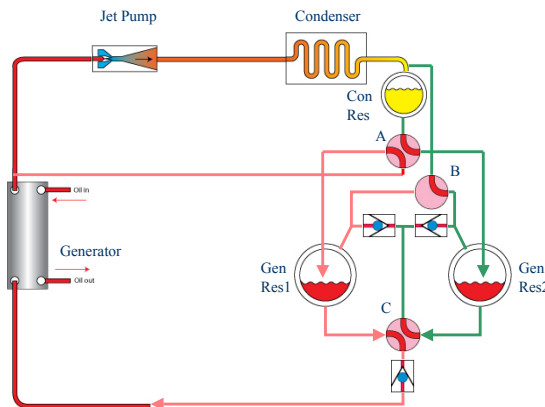 Jet Pump
Condenser
Con
Res
A
B
Oil in
Generator
Oil out
Gen
Res1
Gen
Res2
C